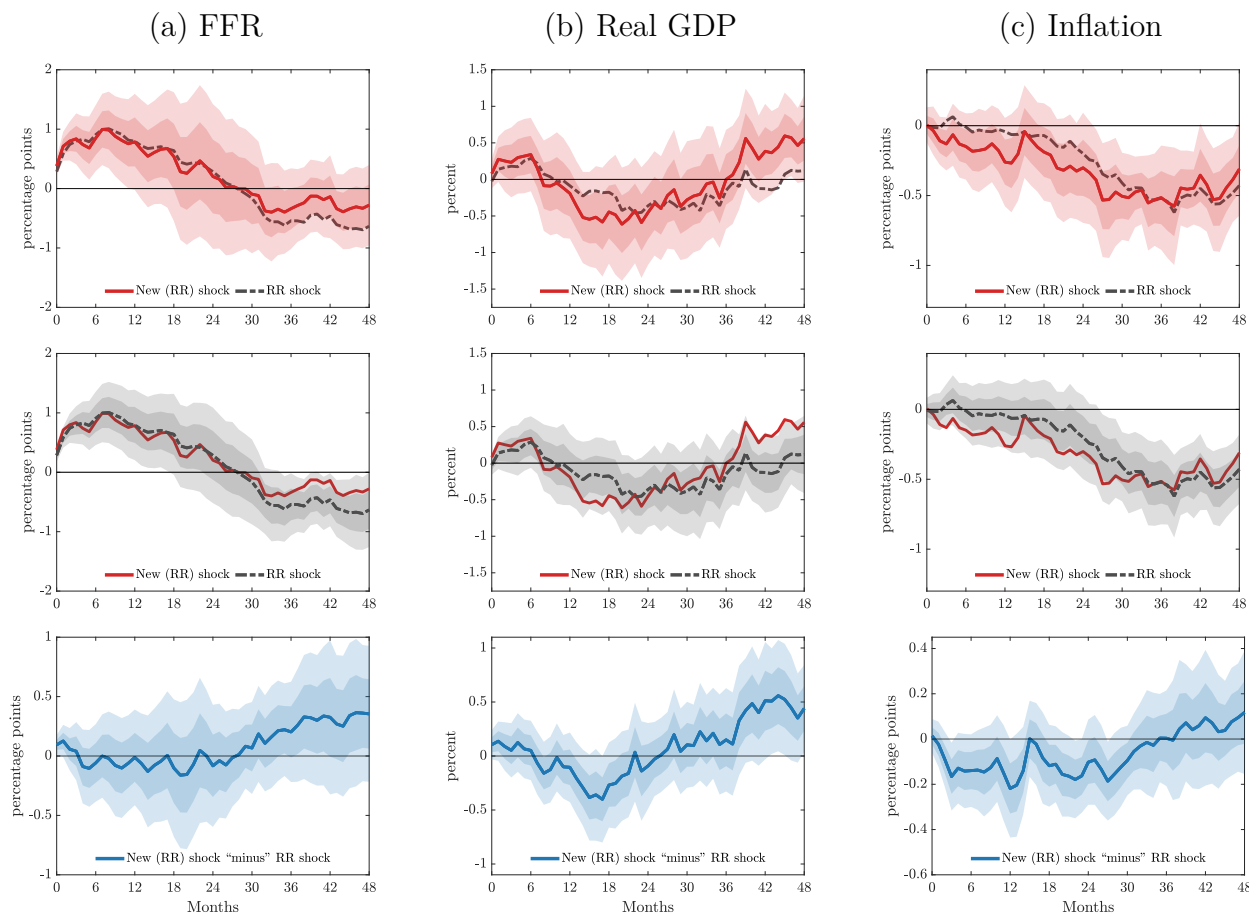 (a) FFR
(b) Real GDP
(c) Inflation
percentage points
2
1
0
-1
-2
0 6 12 18 24 30 36 42 48
New (RR) shock RR shock
percent
1.5
1
0.5
0
-0.5
-1
-1.5
0 6 12 18 24 30 36 42 48
New (RR) shock RR shock
percentage points
0
-0.5
-1
0 6 12 18 24 30 36 42 48
New (RR) shock RR shock
percentage points
2
1
0
-1
-2
0 6 12 18 24 30 36 42 48
New (RR) shock RR shock
percent
1.5
1
0.5
0
-0.5
-1
-1.5
0 6 12 18 24 30 36 42 48
New (RR) shock RR shock
percentage points
0
-0.5
-1
0 6 12 18 24 30 36 42 48
New (RR) shock RR shock
percentage points
1
0.5
0
-0.5
-1
0 6 12 18 24 30 36 42 48
New (RR) shock “minus” RR shock
Months
percent
1
0.5
0
-0.5
-1
0 6 12 18 24 30 36 42 48
New (RR) shock “minus” RR shock
Months
percentage points
0.4
0.2
0
-0.2
-0.4
-0.6
0 6 12 18 24 30 36 42 48
New (RR) shock “minus” RR shock
Months